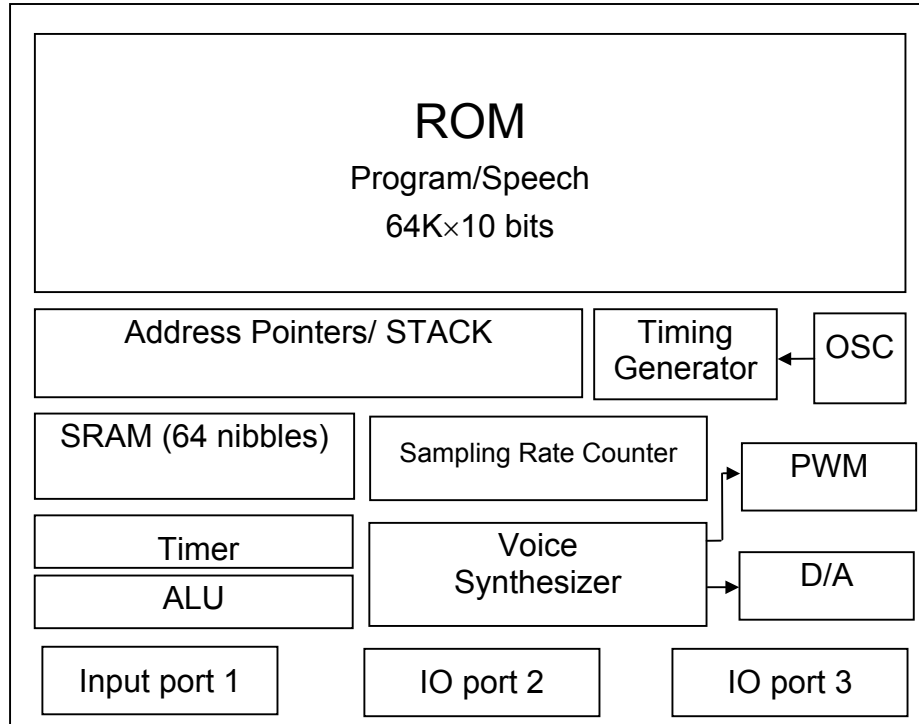 ROM
Program/Speech
64K×10 bits
Address Pointers/ STACK
Timing
Generator
OSC
SRAM (64 nibbles)
Sampling Rate Counter
PWM
Timer
Voice
Synthesizer
D/A
ALU
Input port 1
IO port 2
IO port 3